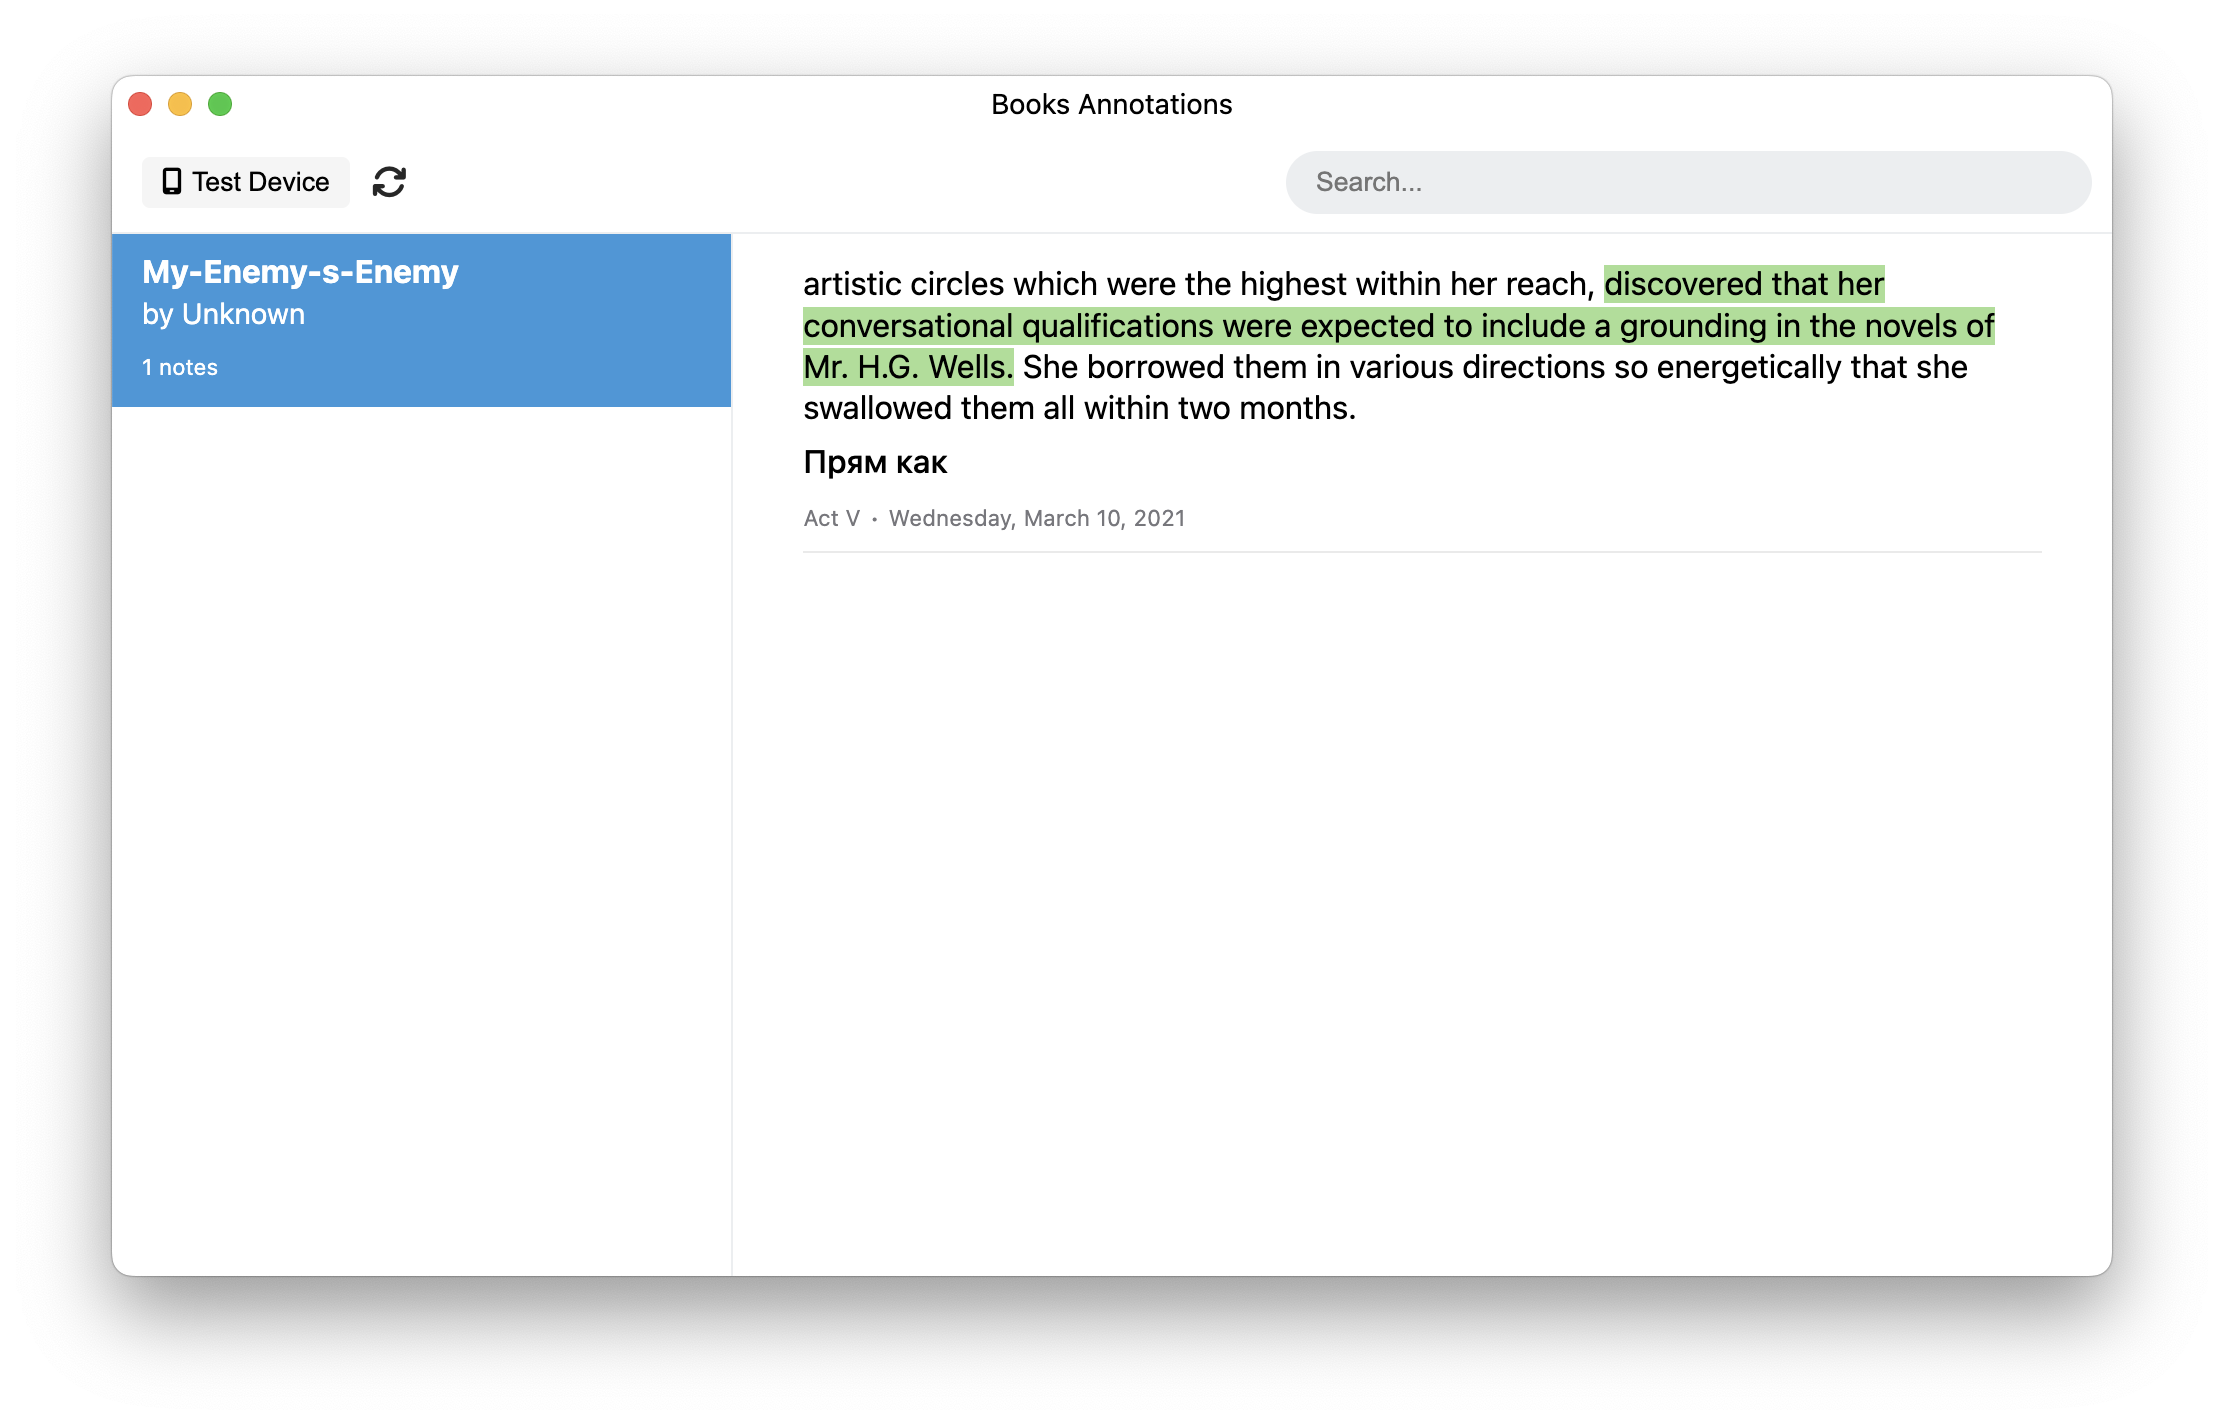 Books Annotations
Test Device
Search...
My-Enemy-s-Enemy
by Unknown
1 notes
artistic circles which were the highest within her reach, discovered that her
conversational qualifications were expected to include a grounding in the novels of
Mr. H.G. Wells. She borrowed them in various directions so energetically that she
swallowed them all within two months.
Прям как
Act V • Wednesday, March 10, 2021